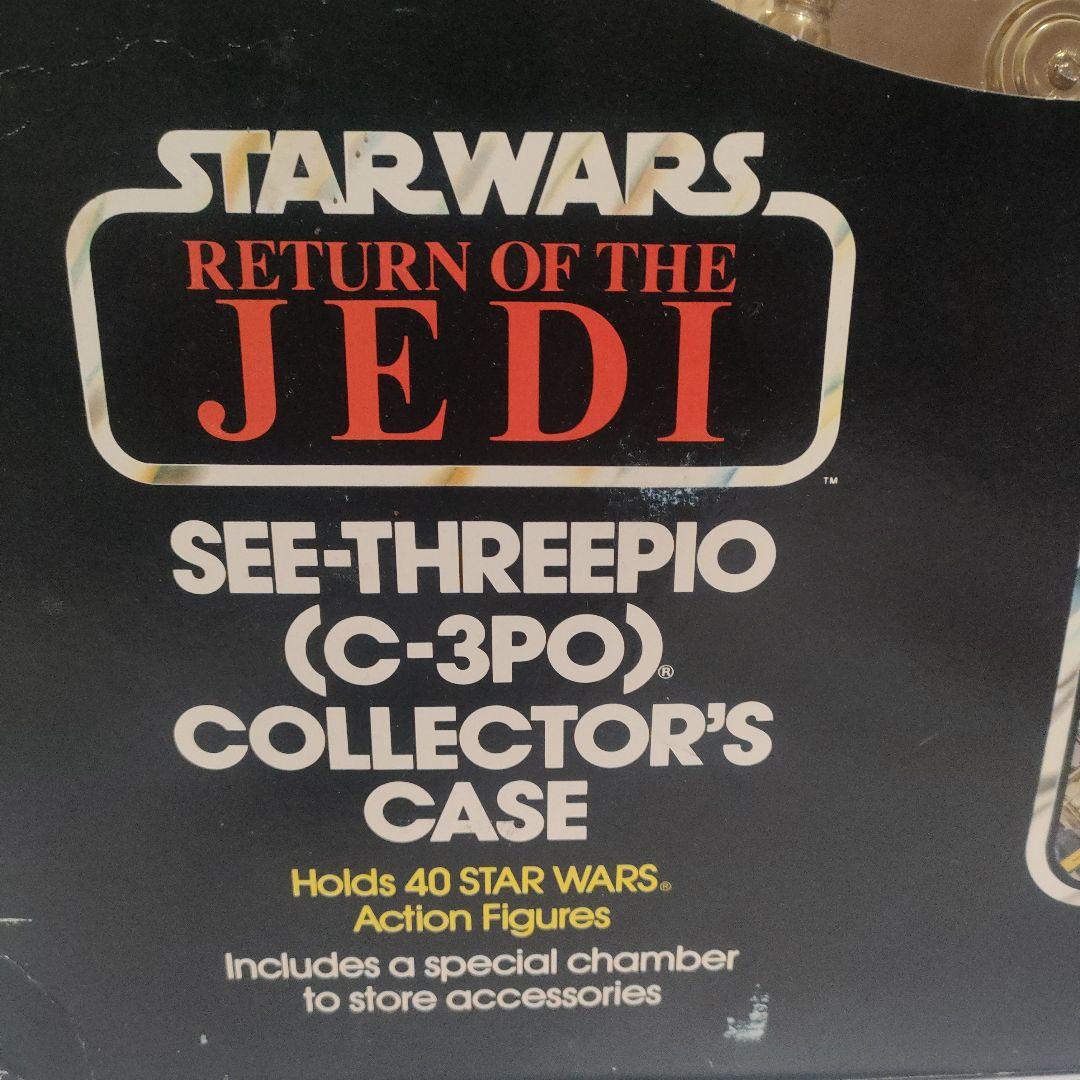 STAR WARS
RETURN OF THE
JEDI
TM
SEE-THREEPIO
(C-3PO)®
COLLECTOR'S
CASE
Holds 40 STAR WARS®
Action Figures
Includes a special chamber
to store accessories